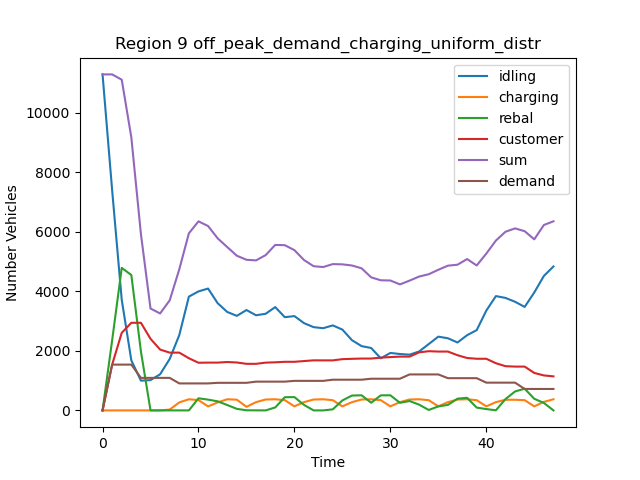 Region 9 off_peak_demand_charging_uniform_distr
idling
charging
rebal
customer
sum
demand
10000
8000
6000
4000
2000
0
Number Vehicles
0 10 20 30 40
Time